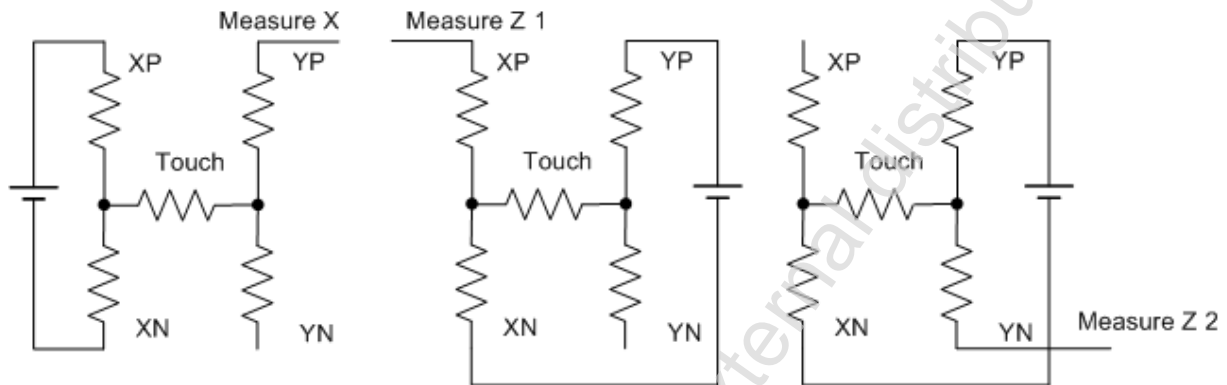 Measure X
Measure Z 1
XP
YP
XP
YP
XP
YP
Touch
Touch
Touch
XN
YN
XN
YN
XN
YN
Measure Z 2